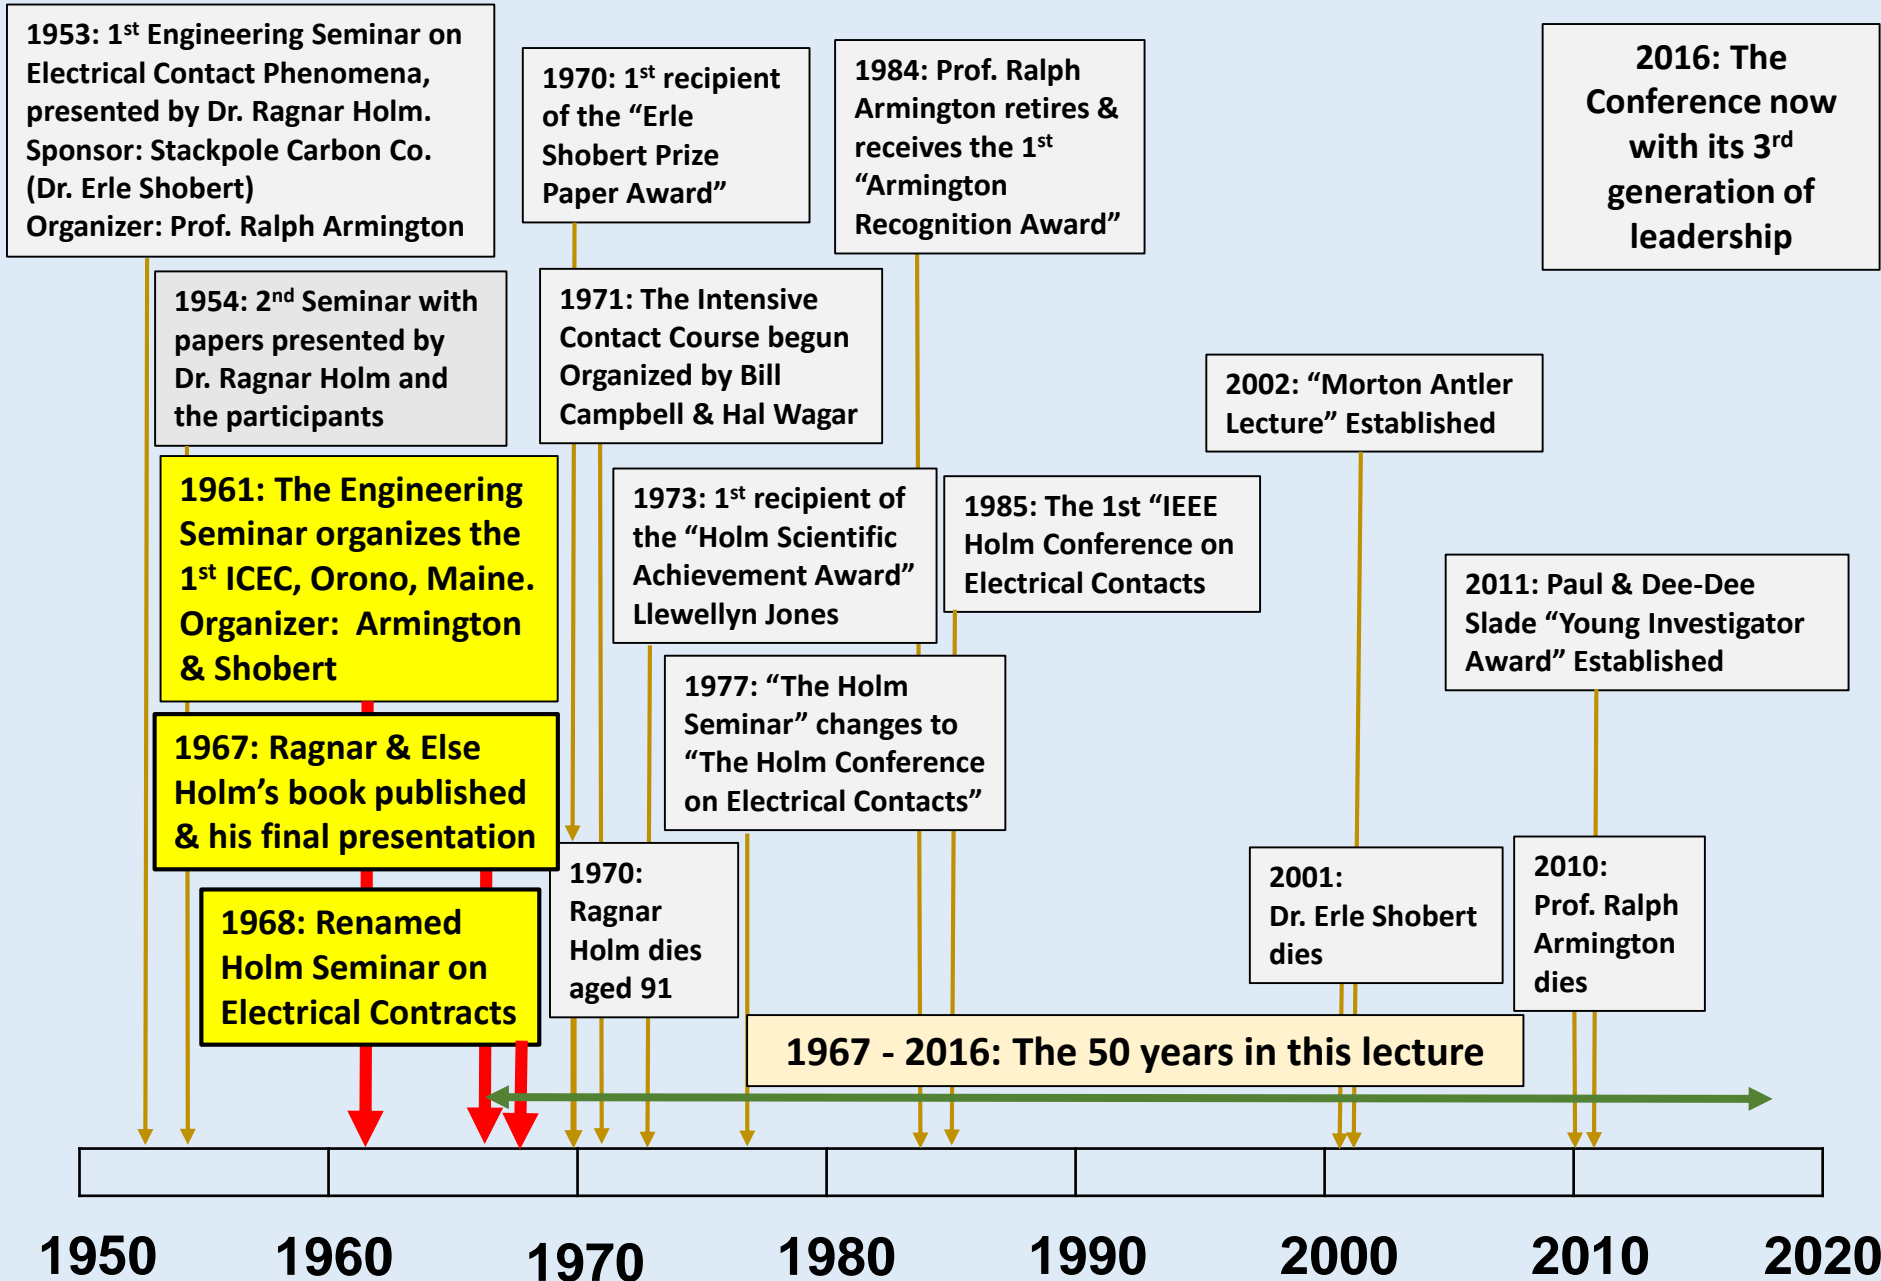 1953: 1st Engineering Seminar on
Electrical Contact Phenomena,
presented by Dr. Ragnar Holm.
Sponsor: Stackpole Carbon Co.
(Dr. Erle Shobert)
Organizer: Prof. Ralph Armington
1970: 1st recipient
of the “Erle
Shobert Prize
Paper Award”
1984: Prof. Ralph
Armington retires &
receives the 1st
“Armington
Recognition Award”
2016: The
Conference now
with its 3rd
generation of
leadership
1954: 2nd Seminar with
papers presented by
Dr. Ragnar Holm and
the participants
1971: The Intensive
Contact Course begun
Organized by Bill
Campbell & Hal Wagar
2002: “Morton Antler
Lecture” Established
1961: The Engineering
Seminar organizes the
1st ICEC, Orono, Maine.
Organizer: Armington
& Shobert
1973: 1st recipient of
the “Holm Scientific
Achievement Award”
Llewellyn Jones
1985: The 1st “IEEE
Holm Conference on
Electrical Contacts
2011: Paul & Dee-Dee
Slade “Young Investigator
Award” Established
1977: “The Holm
Seminar” changes to
“The Holm Conference
on Electrical Contacts”
1967: Ragnar & Else
Holm’s book published
& his final presentation
1970:
Ragnar
Holm dies
aged 91
2001:
Dr. Erle Shobert
dies
2010:
Prof. Ralph
Armington
dies
1968: Renamed
Holm Seminar on
Electrical Contracts
1967 - 2016: The 50 years in this lecture
1950 1960 1970 1980 1990 2000 2010 2020